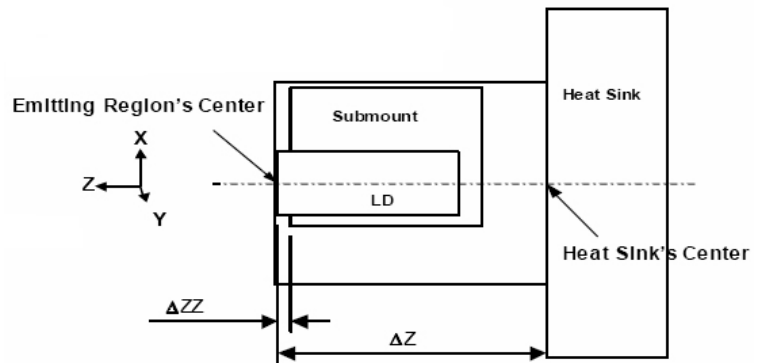 Heat Sink
Emitting Region's Center
Submount
X
Z
Y
LD
Heat Sink's Center
ΔZZ
ΔZ